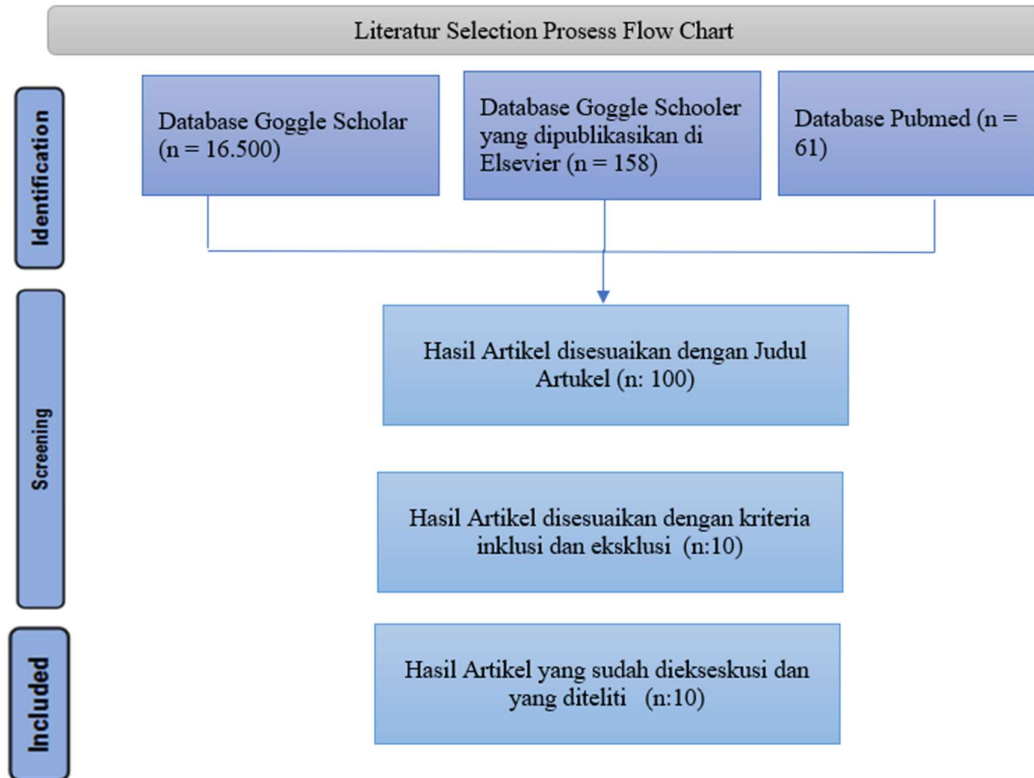 Literatur Selection Prosess Flow Chart
Identification
Database Goggle Scholar
(n = 16.500)
Database Goggle Schooler
yang dipublikasikan di
Elsevier (n = 158)
Database Pubmed (n =
61)
Screening
Hasil Artikel disesuaikan dengan Judul
Artukel (n: 100)
Hasil Artikel disesuaikan dengan kriteria
inklusi dan eksklusi (n:10)
Included
Hasil Artikel yang sudah diekseskusi dan
yang diteliti (n:10)